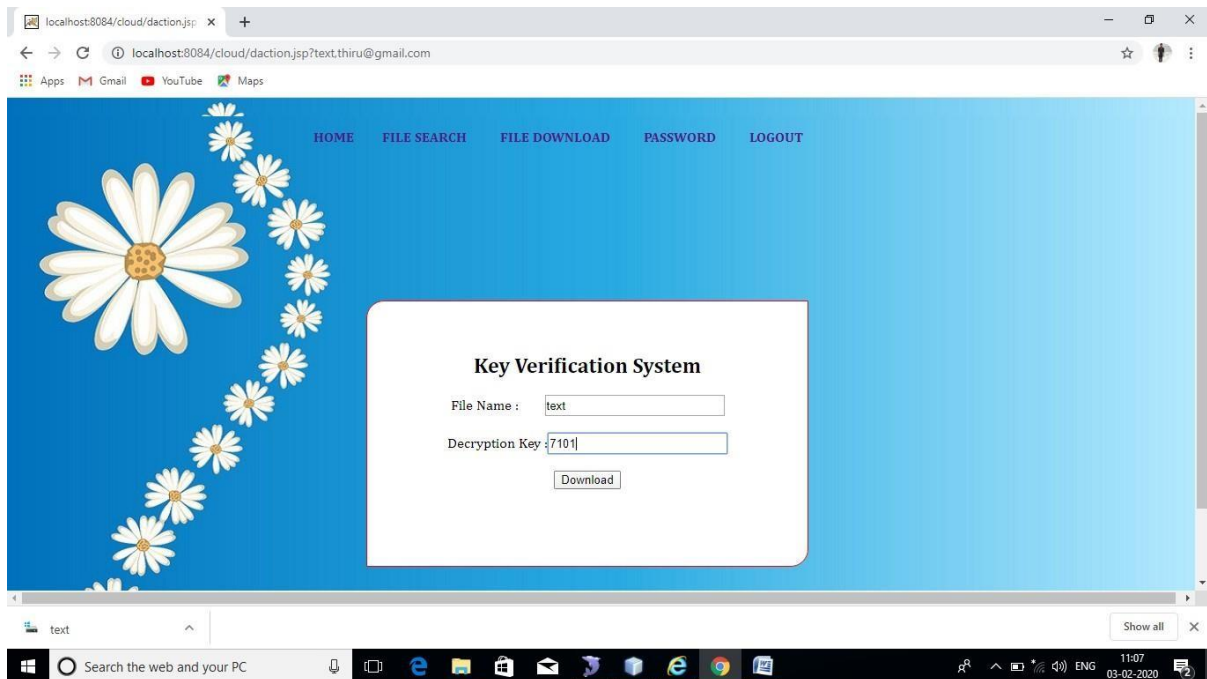 localhost:8084/cloud/daction.jsp
localhost:8084/cloud/daction.jsp?text,thiru@gmail.com
Apps Gmail YouTube Maps
HOME FILE SEARCH FILE DOWNLOAD PASSWORD LOGOUT
Key Verification System
File Name : text
Decryption Key : 7101
Download
text
Show all
Search the web and your PC
ENG
11:07
03-02-2020
2